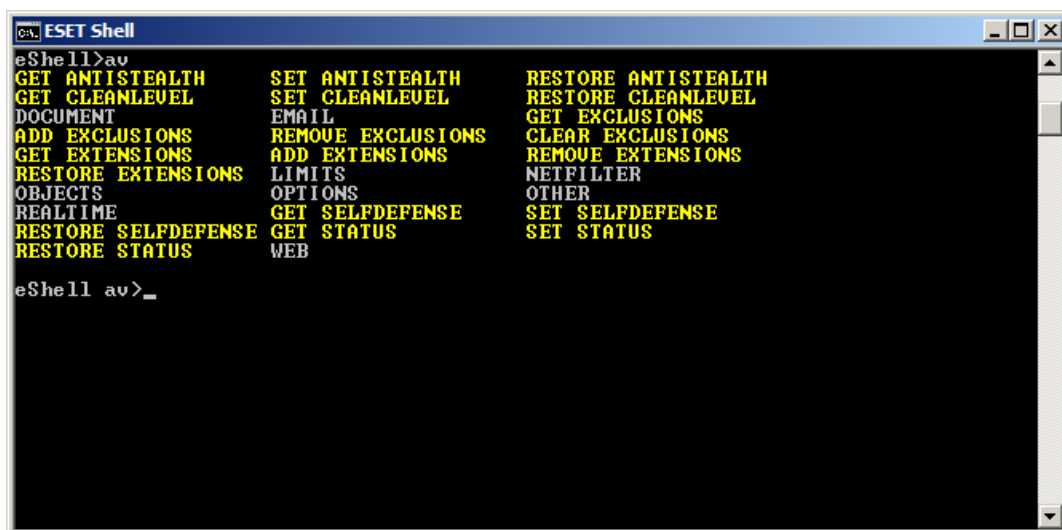 ESET Shell
eShell>av
GET ANTISTEALTH SET ANTISTEALTH RESTORE ANTISTEALTH
GET CLEANLEVEL SET CLEANLEVEL RESTORE CLEANLEVEL
DOCUMENT EMAIL GET EXCLUSIONS
ADD EXCLUSIONS REMOVE EXCLUSIONS CLEAR EXCLUSIONS
GET EXTENSIONS ADD EXTENSIONS REMOVE EXTENSIONS
RESTORE EXTENSIONS LIMITS NETFILTER
OBJECTS OPTIONS OTHER
REALTIME GET SELFDEFENSE SET SELFDEFENSE
RESTORE SELFDEFENSE GET STATUS SET STATUS
RESTORE STATUS WEB
eShell av>_